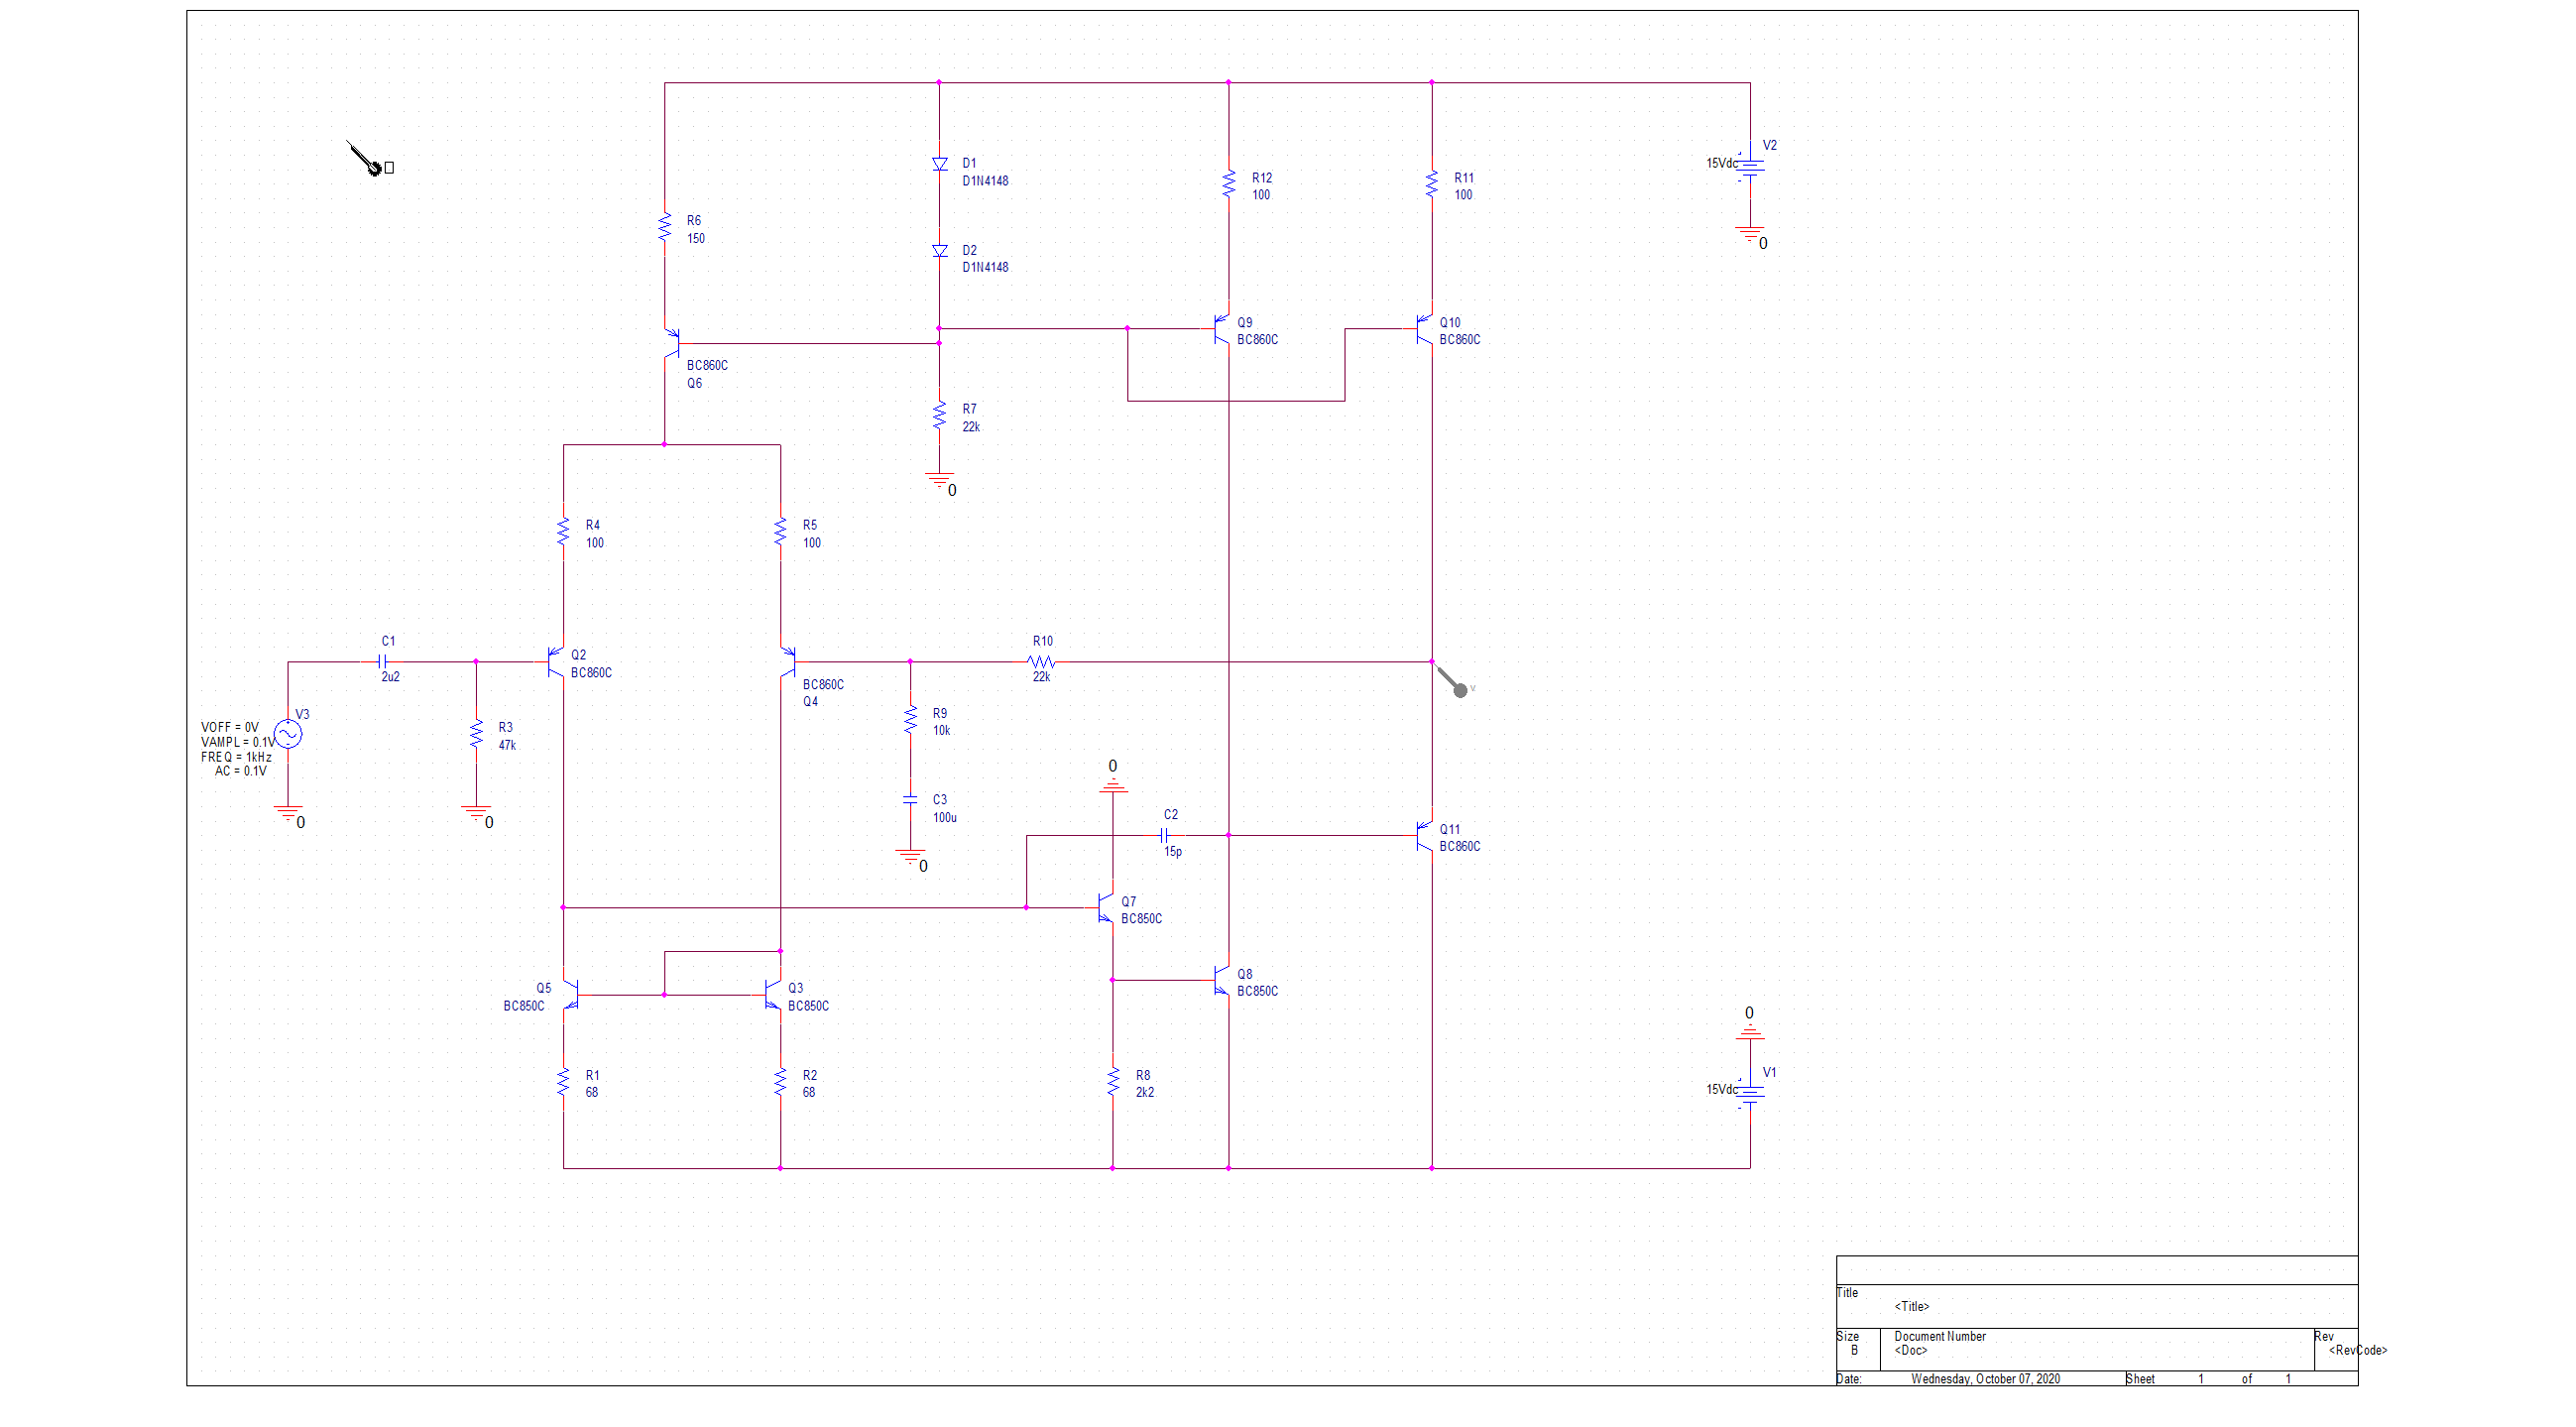 V2
15Vdc
0
D1
D1N4148
R12
100
R11
100
R6
150
D2
D1N4148
Q9
BC860C
Q10
BC860C
BC860C
Q6
R7
22k
0
R4
100
R5
100
C1
2u2
Q2
BC860C
R10
22k
BC860C
Q4
V
V3
VOFF = 0V
VAMPL = 0.1V
FREQ = 1kHz
AC = 0.1V
0
R3
47k
0
R9
10k
C3
100u
0
0
C2
15p
Q11
BC860C
Q7
BC850C
Q5
BC850C
Q3
BC850C
Q8
BC850C
R1
68
R2
68
R8
2k2
0
V1
15Vdc
Title
<Title>
Size
B
Document Number
<Doc>
Rev
<RevCode>
Date:
Wednesday, October 07, 2020
Sheet
1
of
1